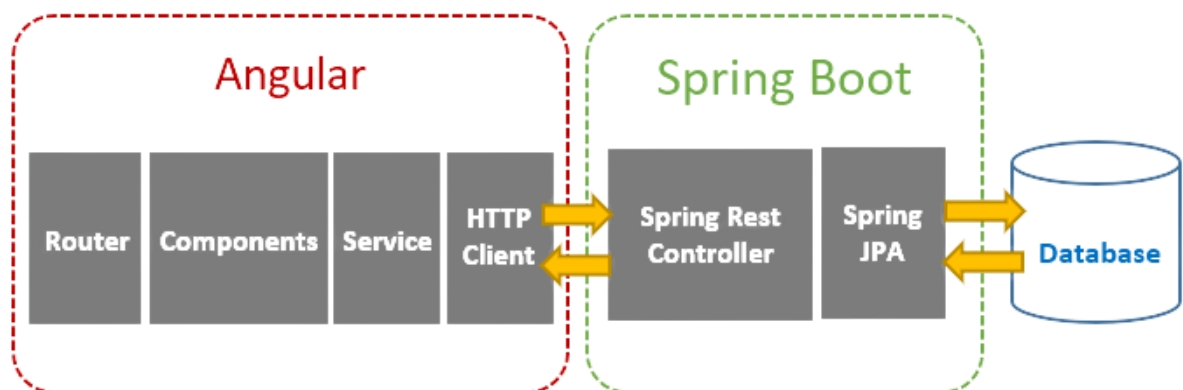 Angular
Spring Boot
Router
Components
Service
HTTP
Client
Spring Rest
Controller
Spring
JPA
Database